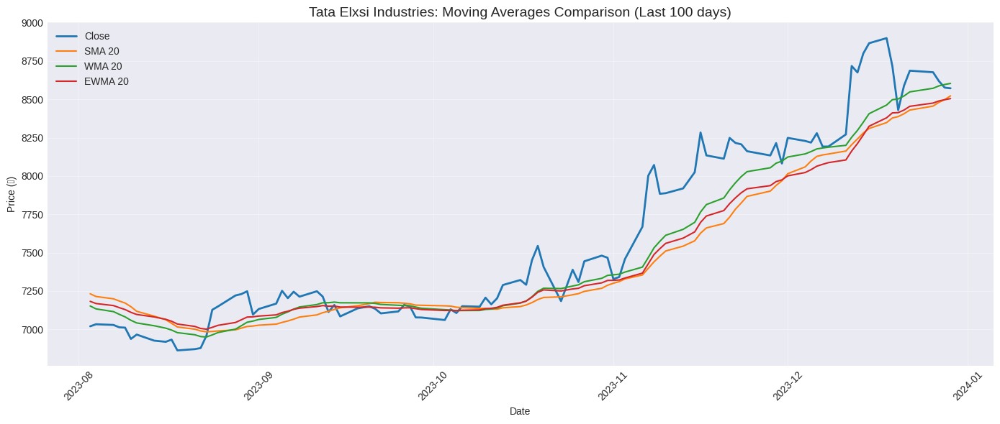 Tata Elxsi Industries: Moving Averages Comparison (Last 100 days)
Close
SMA 20
WMA 20
EWMA 20
9000
8750
8500
8250
8000
7750
7500
7250
7000
Price (▯)
2023-08
2023-09
2023-10
2023-11
2023-12
2024-01
Date